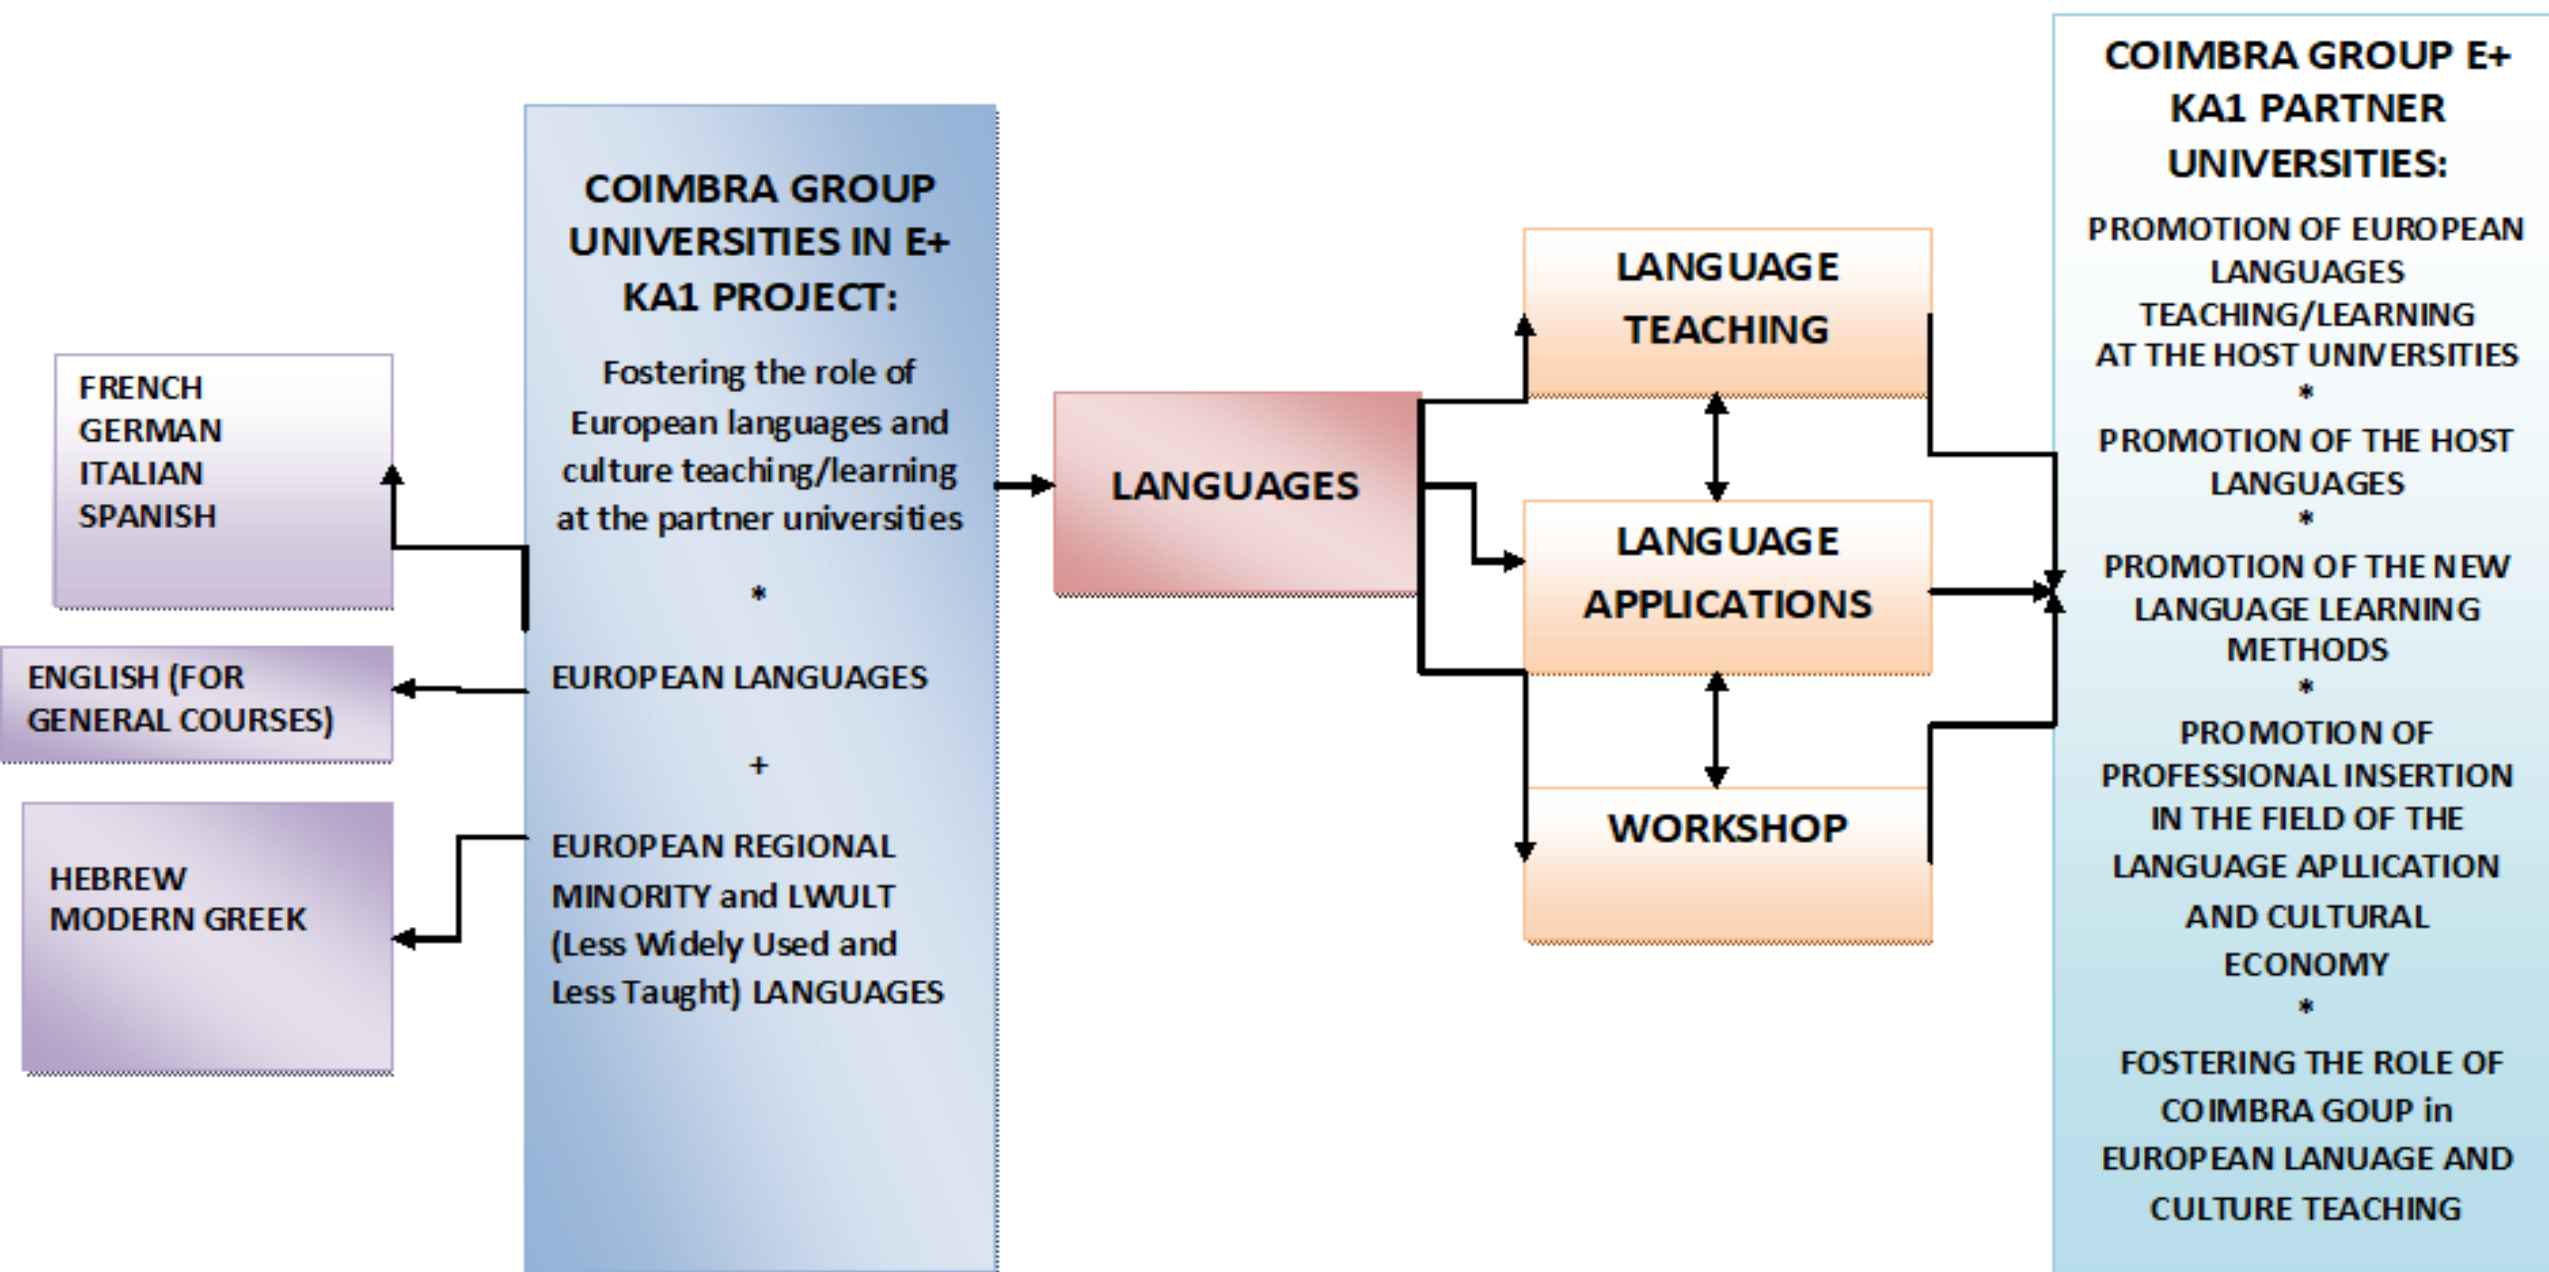 FRENCH
GERMAN
ITALIAN
SPANISH
ENGLISH (FOR
GENERAL COURSES)
HEBREW
MODERN GREEK
COIMBRA GROUP
UNIVERSITIES IN E+
KA1 PROJECT:
Fostering the role of
European languages and
culture teaching/learning
at the partner universities
*
EUROPEAN LANGUAGES
+
EUROPEAN REGIONAL
MINORITY and LWULT
(Less Widely Used and
Less Taught) LANGUAGES
LANGUAGES
LANGUAGE
TEACHING
LANGUAGE
APPLICATIONS
WORKSHOP
COIMBRA GROUP E+
KA1 PARTNER
UNIVERSITIES:
PROMOTION OF EUROPEAN
LANGUAGES
TEACHING/LEARNING
AT THE HOST UNIVERSITIES
*
PROMOTION OF THE HOST
LANGUAGES
*
PROMOTION OF THE NEW
LANGUAGE LEARNING
METHODS
*
PROMOTION OF
PROFESSIONAL INSERTION
IN THE FIELD OF THE
LANGUAGE APLLICATION
AND CULTURAL
ECONOMY
*
FOSTERING THE ROLE OF
COIMBRA GOUP in
EUROPEAN LANUAGE AND
CULTURE TEACHING